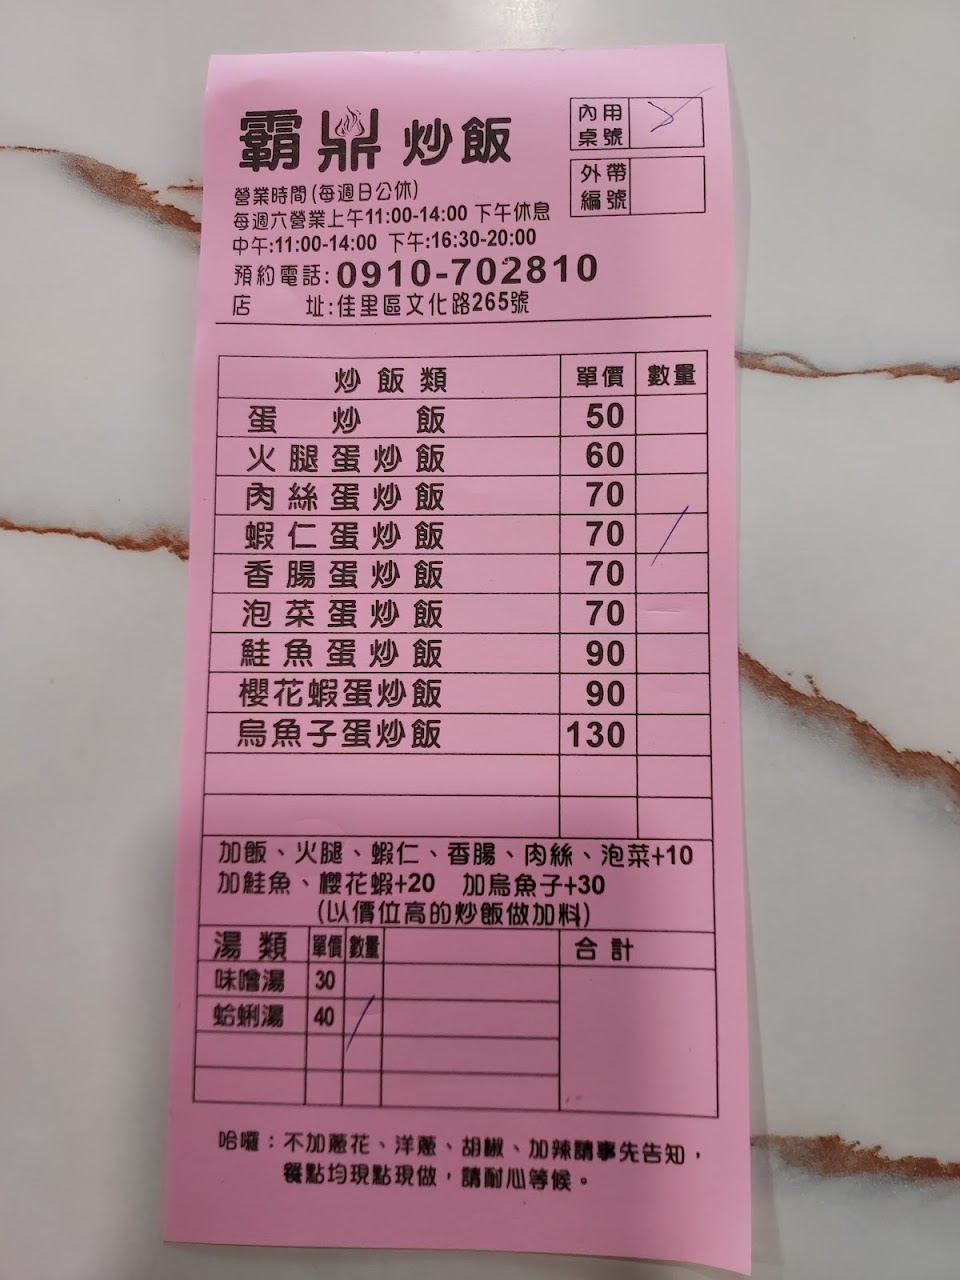 霸鼎炒飯
內用
桌號
外帶
編號
營業時間(每週日公休)
每週六營業上午11:00-14:00 下午休息
中午:11:00-14:00 下午:16:30-20:00
預約電話:0910-702810
店 址:佳里區文化路265號
炒飯類 單價 數量
蛋炒飯 50
火腿蛋炒飯 60
肉絲蛋炒飯 70
蝦仁蛋炒飯 70
香腸蛋炒飯 70
泡菜蛋炒飯 70
鮭魚蛋炒飯 90
櫻花蝦蛋炒飯 90
烏魚子蛋炒飯 130
加飯、火腿、蝦仁、香腸、肉絲、泡菜+10
加鮭魚、櫻花蝦+20 加烏魚子+30
(以價位高的炒飯做加料)
湯類 單價 數量 合計
味噌湯 30
蛤蜊湯 40
哈囉：不加蔥花、洋蔥、胡椒、加辣請事先告知，
餐點均現點現做，請耐心等候。